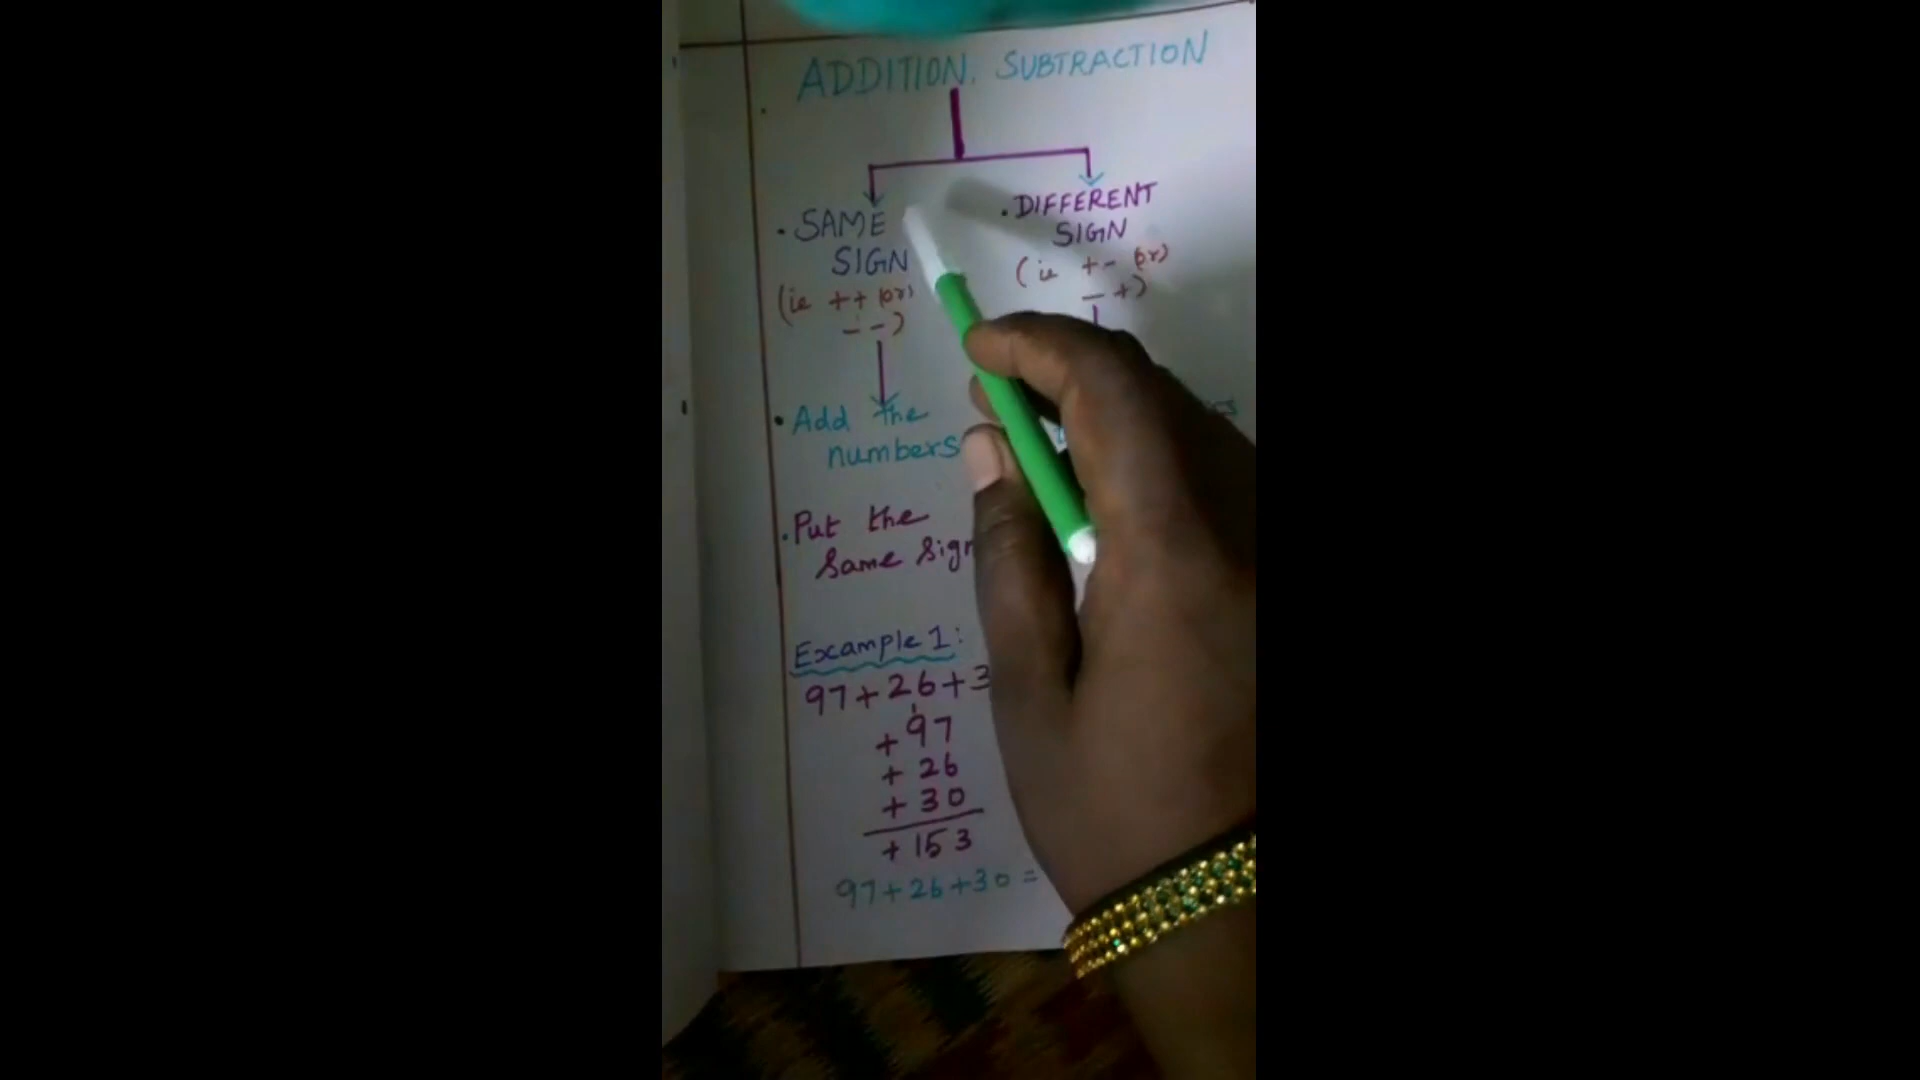 ADDITION, SUBTRACTION
• SAME
SIGN
(ie ++ (or)
- -)
• Add the
numbers
• Put the
Same Sign
Example 1:
97+26+3
1
+ 97
+ 26
+ 30
+ 153
97+26+30 =
• DIFFERENT
SIGN
(ie + - (or)
- +)